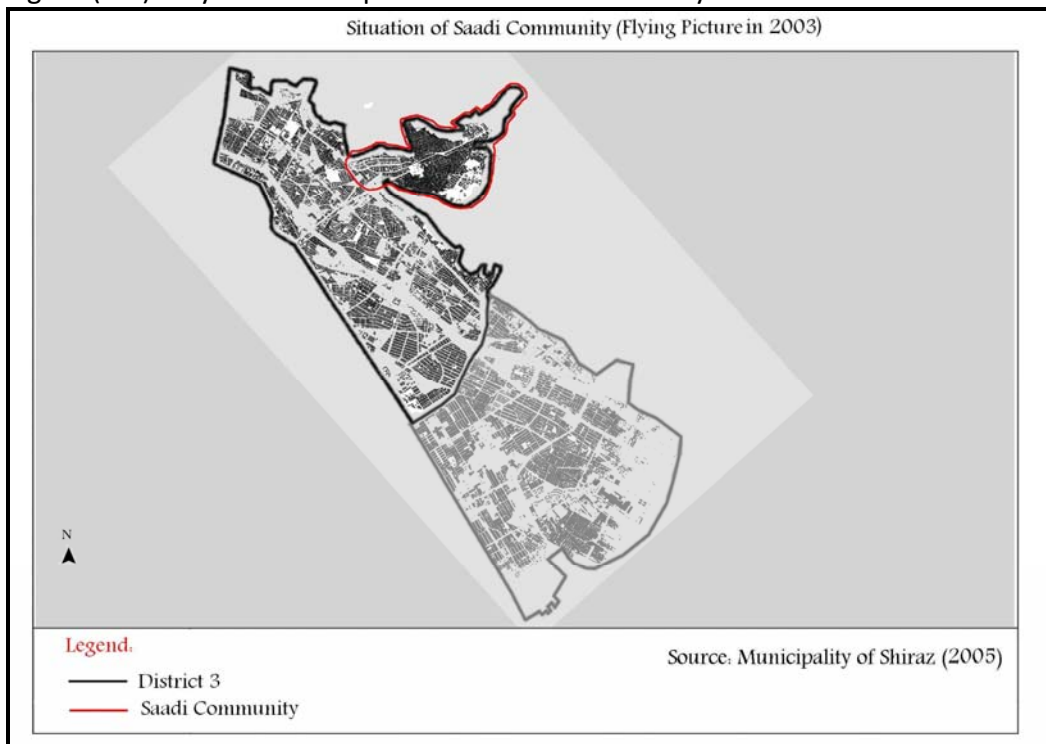 Situation of Saadi Community (Flying Picture in 2003)
N
Legend:
District 3
Saadi Community
Source: Municipality of Shiraz (2005)